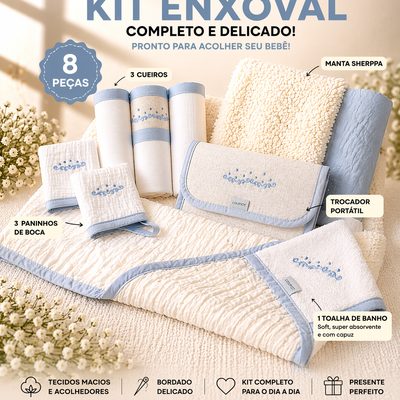 KIT ENXOVAL
COMPLETO E DELICADO!
PRONTO PARA ACOLHER SEU BEBÊ!
8
PEÇAS
3 CUEIROS
MANTA SHERPPA
3 PANINHOS
DE BOCA
TROCADOR
PORTÁTIL
1 TOALHA DE BANHO
Soft, super absorvente
e com capuz
TECIDOS MACIOS
E ACOLHEDORES
BORDADO
DELICADO
KIT COMPLETO
PARA O DIA A DIA
PRESENTE
PERFEITO